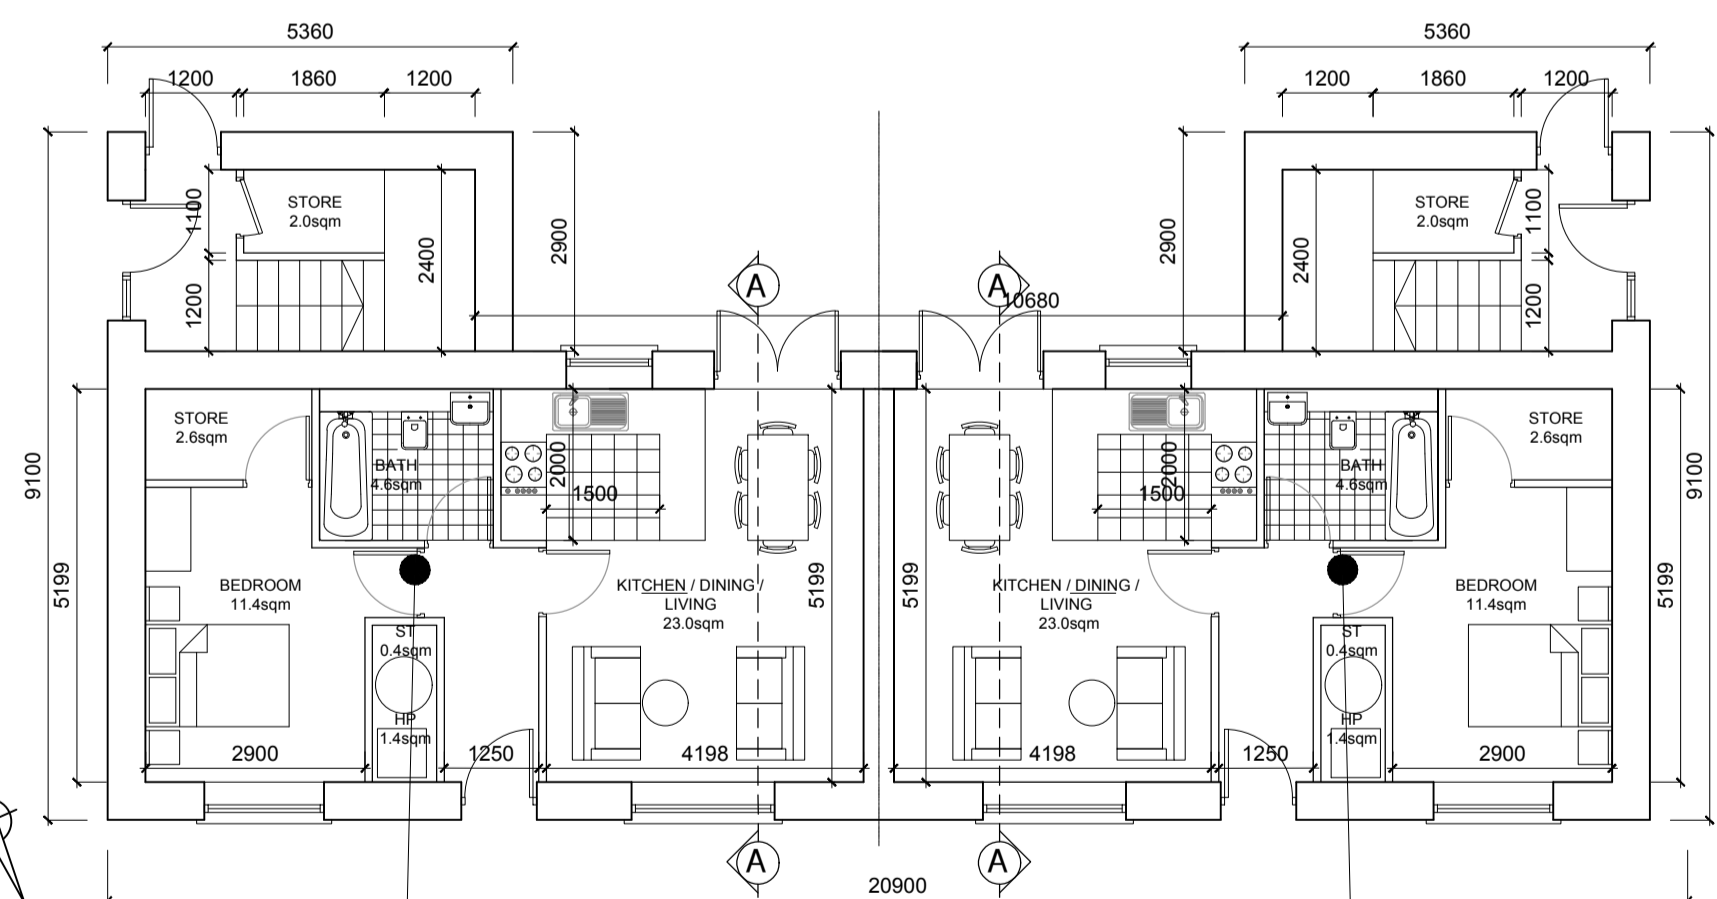 5360
5360
1200 1860 1200
1200 1860 1200
STORE
2.0sqm
STORE
2.0sqm
1100
1100
2900
2900
2400
2400
1200
1200
A
A
10680
STORE
2.6sqm
STORE
2.6sqm
BATH
4.6sqm
BATH
4.6sqm
2000
2000
1500
1500
9100
9100
5199
5199
5199
5199
BEDROOM
11.4sqm
KITCHEN / DINING /
LIVING
23.0sqm
KITCHEN / DINING /
LIVING
23.0sqm
BEDROOM
11.4sqm
ST
0.4sqm
ST
0.4sqm
HP
1.4sqm
HP
1.4sqm
2900 1250 4198
4198 1250 2900
A
A
20900